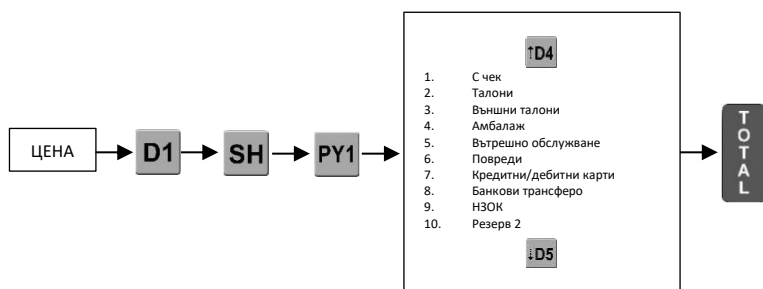 ЦЕНА
D1
SH
PY1
↑D4
1. С чек
2. Талони
3. Външни талони
4. Амбалаж
5. Вътрешно обслужване
6. Повреди
7. Кредитни/дебитни карти
8. Банкови трансферо
9. НЗОК
10. Резерв 2
↓D5
TOTAL